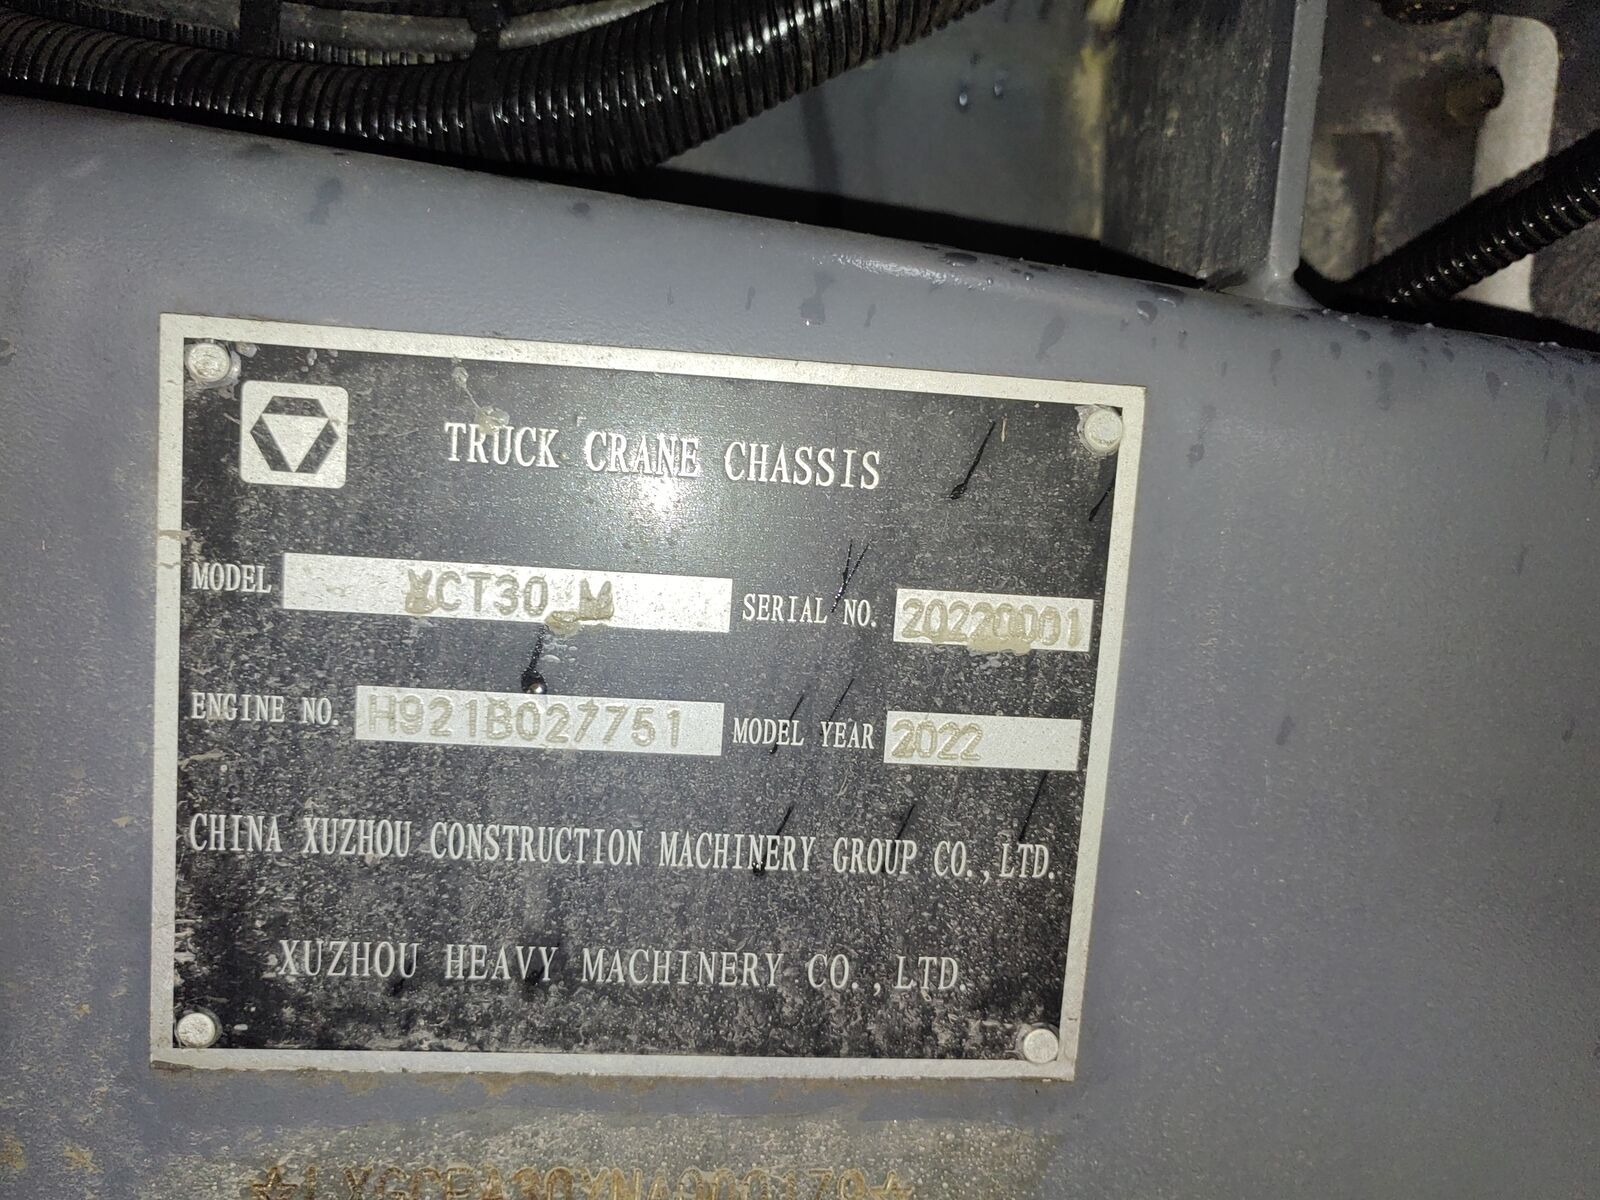 TRUCK CRANE CHASSIS
MODEL XCT30_M SERIAL NO. 20220001
ENGINE NO. H921B027751 MODEL YEAR 2022
CHINA XUZHOU CONSTRUCTION MACHINERY GROUP CO.,LTD.
XUZHOU HEAVY MACHINERY CO.,LTD.